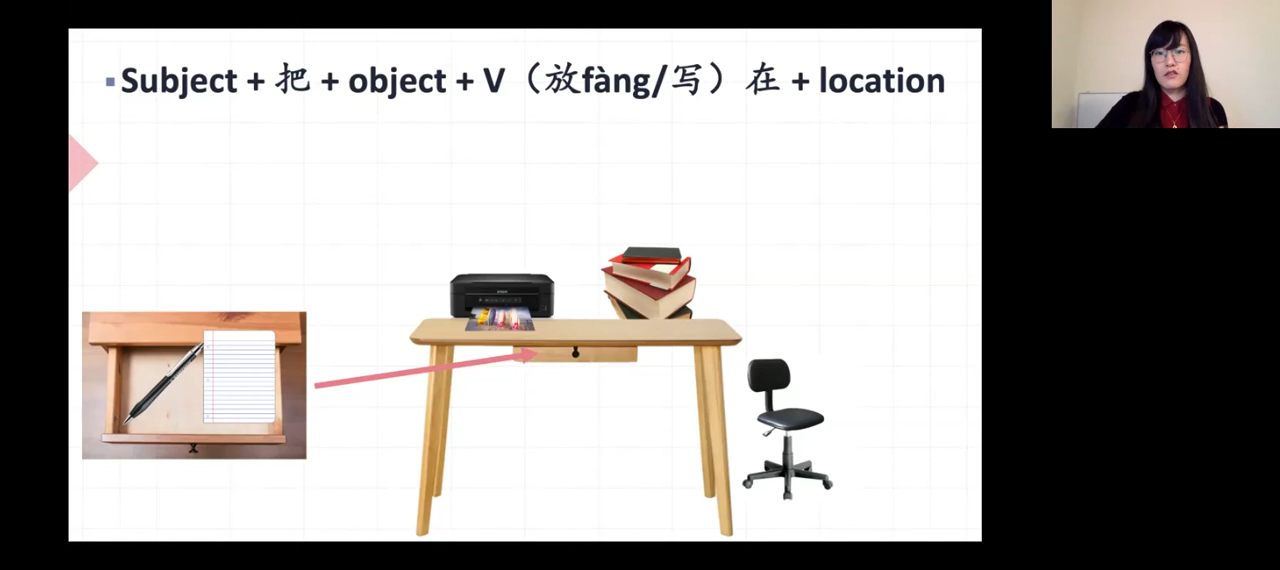 Subject + 把 + object + V（放fàng/写）在 + location